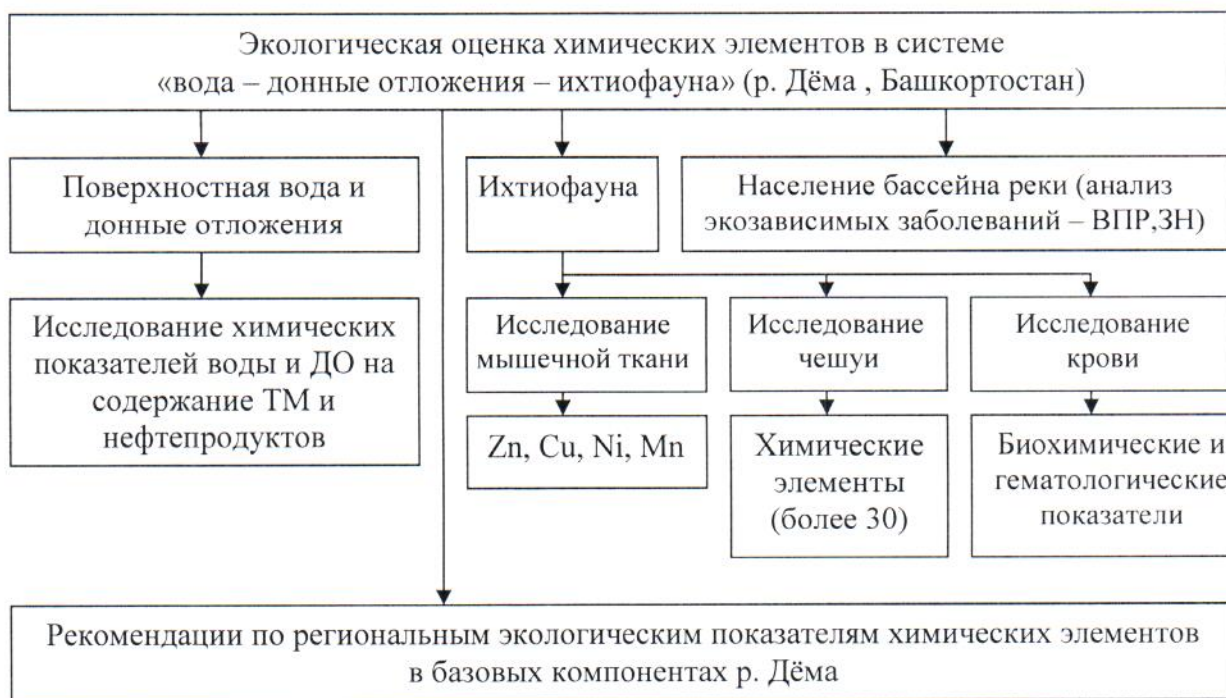 Экологическая оценка химических элементов в системе
«вода – донные отложения – ихтиофауна» (р. Дёма , Башкортостан)
Поверхностная вода и
донные отложения
Ихтиофауна
Население бассейна реки (анализ
экозависимых заболеваний – ВПР,ЗН)
Исследование химических
показателей воды и ДО на
содержание ТМ и
нефтепродуктов
Исследование
мышечной ткани
Исследование
чешуи
Исследование
крови
Zn, Cu, Ni, Mn
Химические
элементы
(более 30)
Биохимические и
гематологические
показатели
Рекомендации по региональным экологическим показателям химических элементов
в базовых компонентах р. Дёма